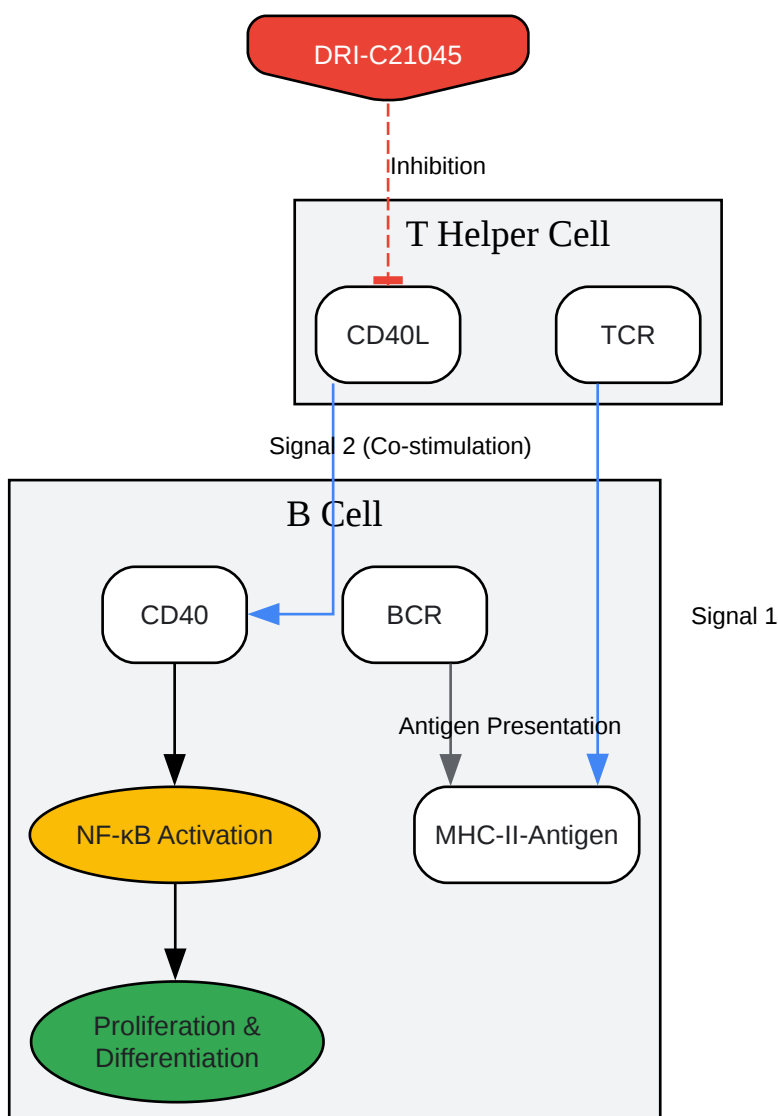 DRI-C21045
Inhibition
T Helper Cell
CD40L
TCR
Signal 2 (Co-stimulation)
B Cell
CD40
BCR
Signal 1
Antigen Presentation
NF-κB Activation
MHC-II-Antigen
Proliferation &
Differentiation